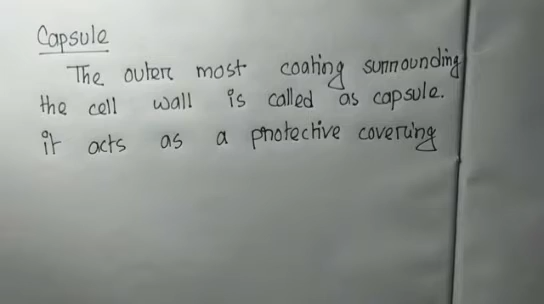 Capsule
The outer most coating surrounding
the cell wall is called as capsule.
it acts as a protective covering